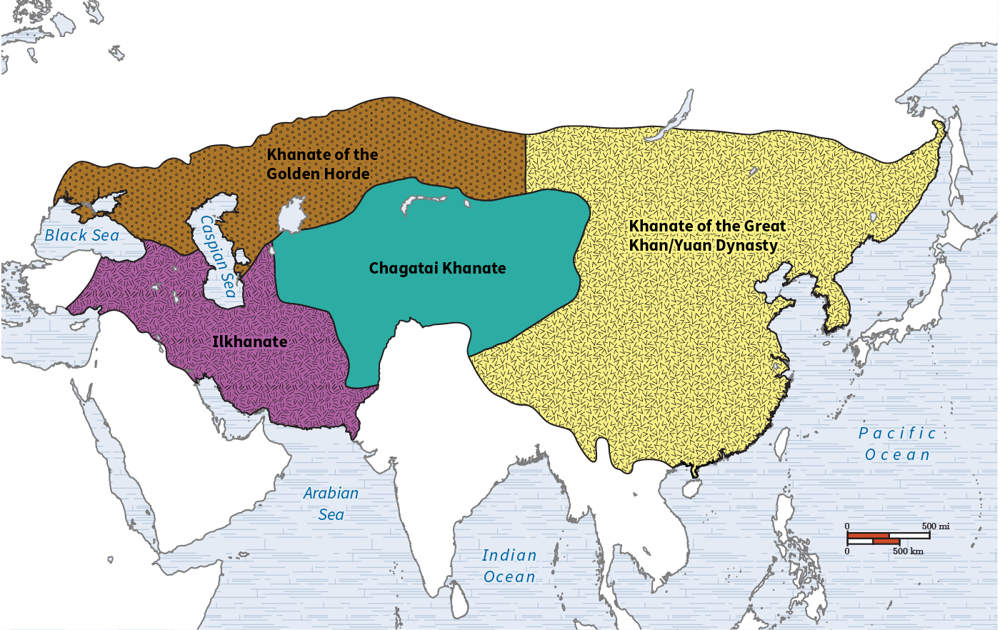 Khanate of the
Golden Horde
Black Sea
Caspian Sea
Khanate of the Great
Khan/Yuan Dynasty
Chagatai Khanate
Ilkhanate
Pacific
Ocean
Arabian
Sea
Indian
Ocean
0 500 mi
0 500 km